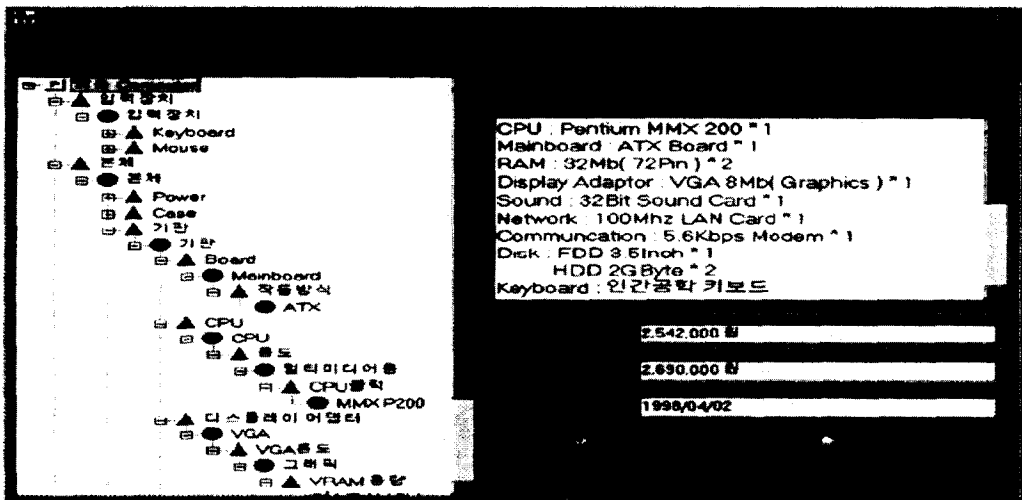 Computer
입력장치
입력장치
Keyboard
Mouse
본체
본체
Power
Case
기판
기판
Board
Mainboard
작동방식
ATX
CPU
CPU
용도
멀티미디어용
CPU클럭
MMX P200
디스플레이어댑터
VGA
VGA용도
그래픽
VRAM 용량
CPU : Pentium MMX 200 * 1
Mainboard : ATX Board * 1
RAM : 32Mb( 72Pin ) * 2
Display Adaptor : VGA 8Mb( Graphics ) * 1
Sound : 32Bit Sound Card * 1
Network : 100Mhz LAN Card * 1
Communcation : 5.6Kbps Modem * 1
Disk : FDD 3.5Inch * 1
HDD 2GByte * 2
Keyboard : 인간공학 키보드
2,542,000 원
2,690,000 원
1998/04/02